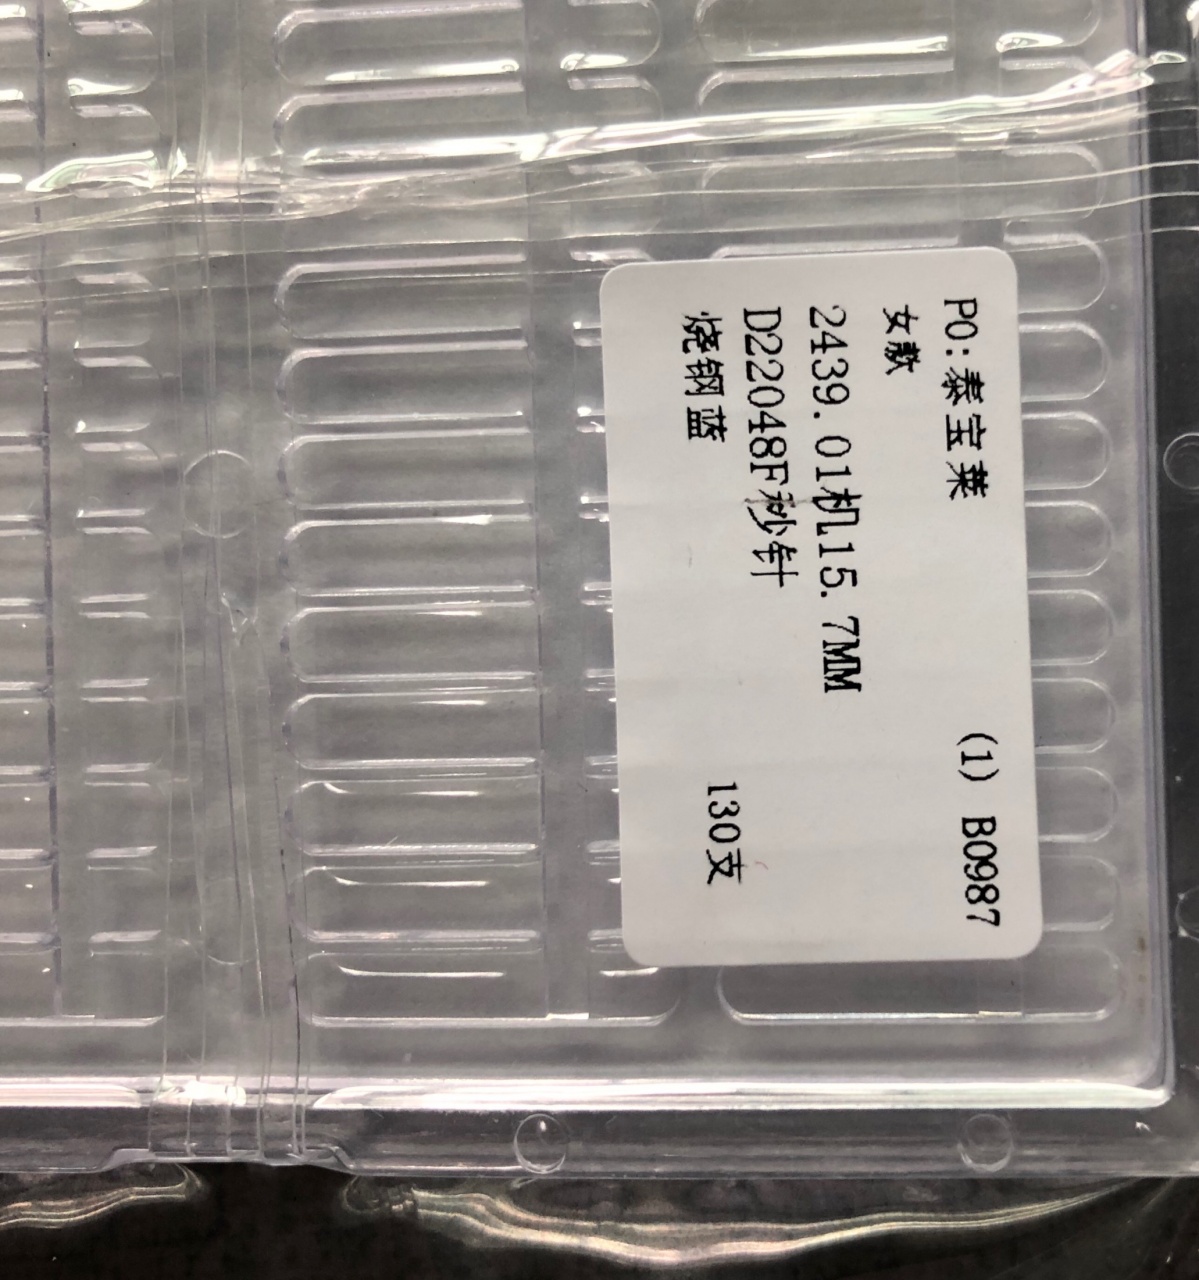 PO:泰宝莱 (1) B0987
女款
2439.01机15.7MM
D22048F秒针
烧钢蓝 130支